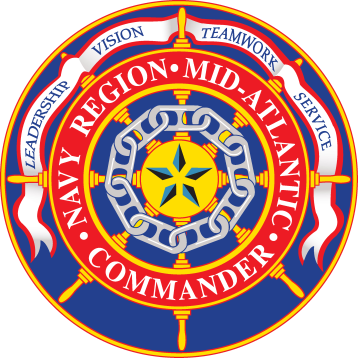 LEADERSHIP VISION TEAMWORK SERVICE
• NAVY REGION • MID-ATLANTIC •
COMMANDER